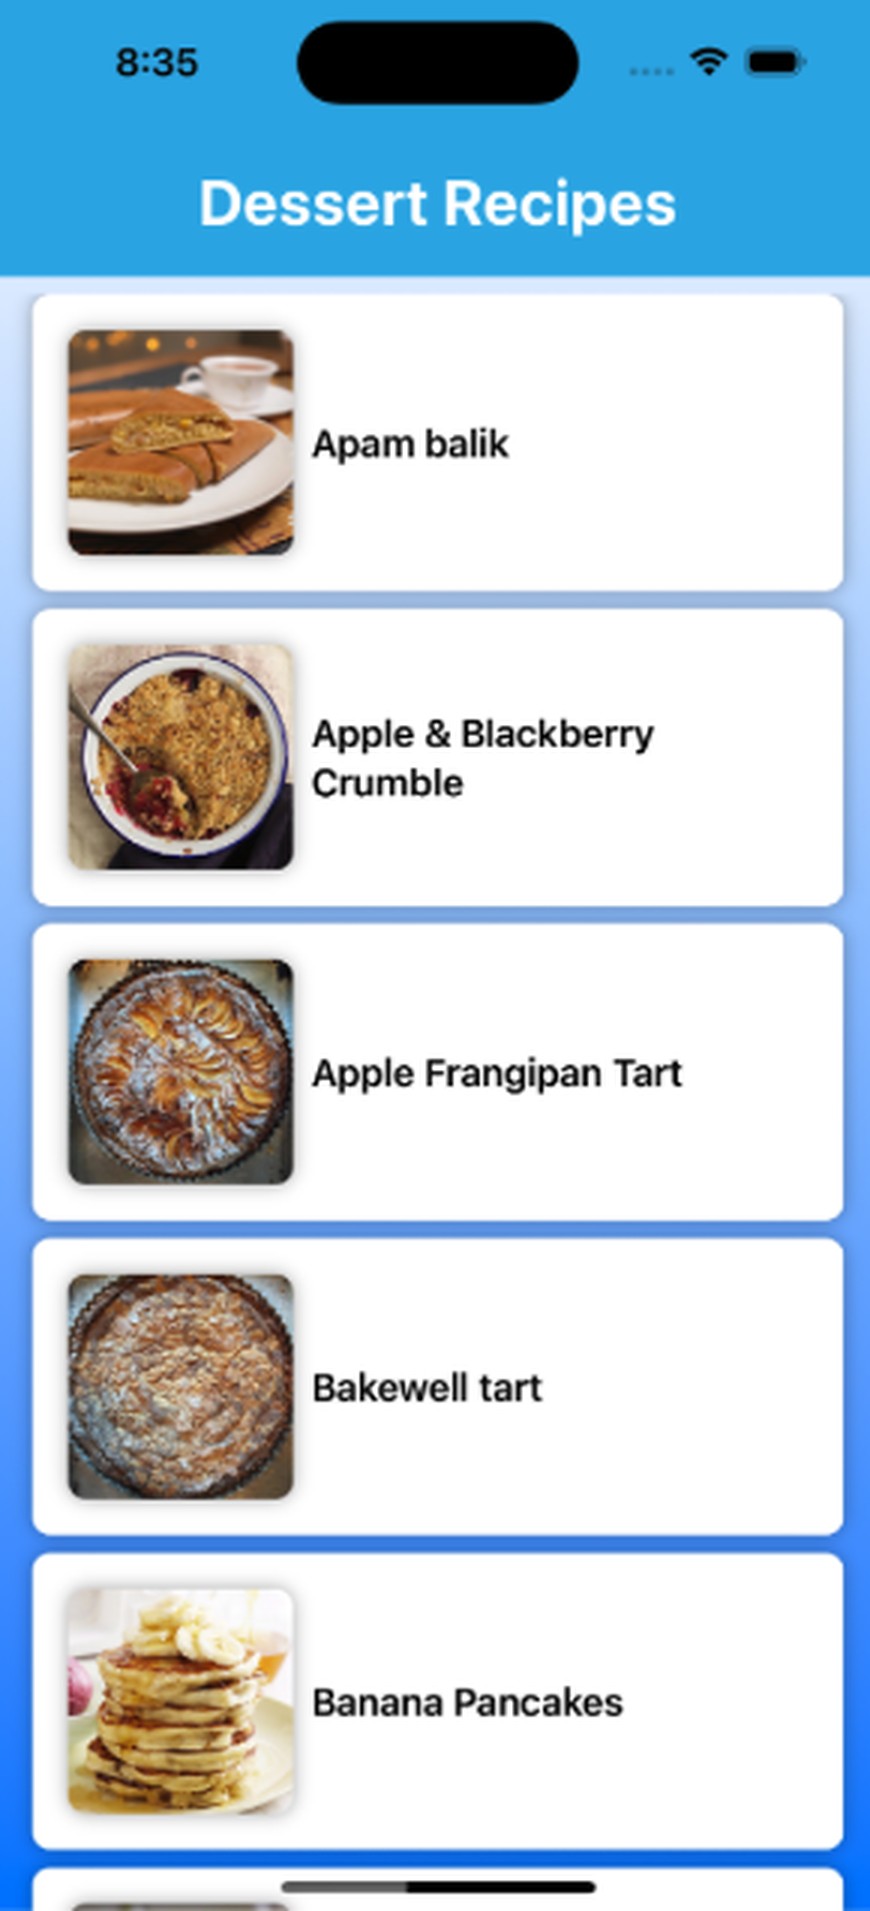 8:35
Dessert Recipes
Apam balik
Apple & Blackberry
Crumble
Apple Frangipan Tart
Bakewell tart
Banana Pancakes